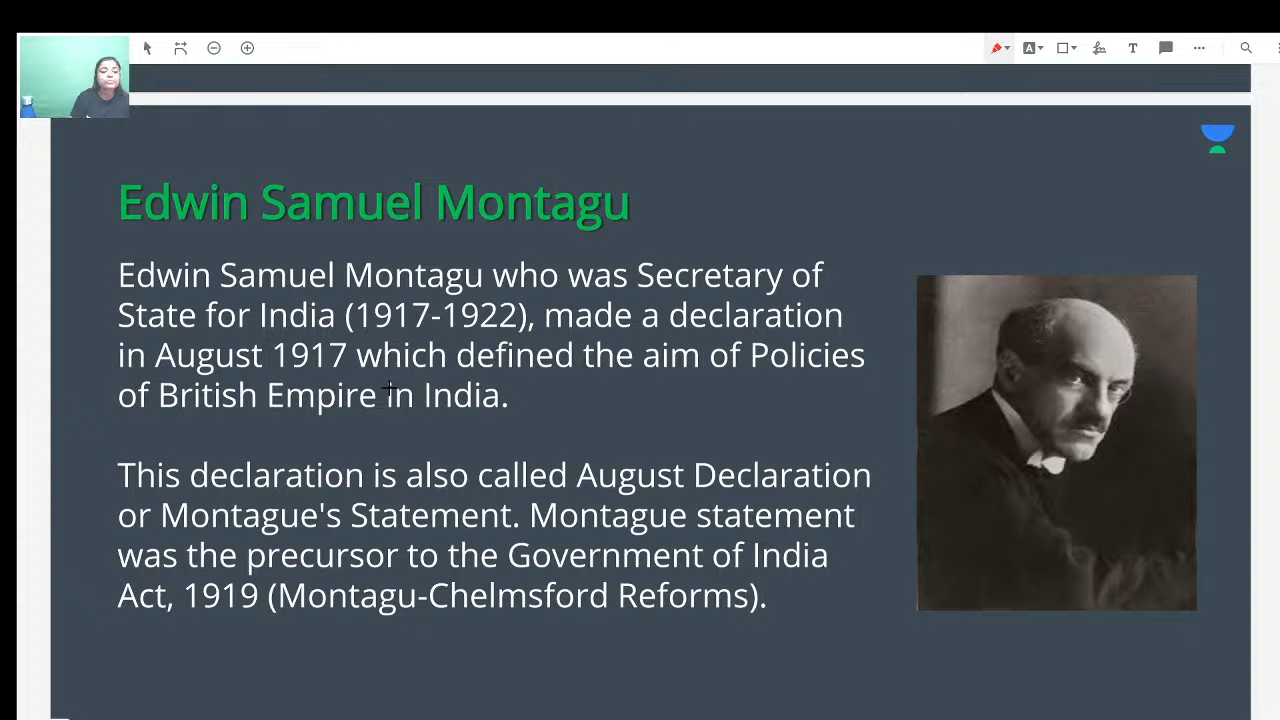 Edwin Samuel Montagu
Edwin Samuel Montagu who was Secretary of
State for India (1917-1922), made a declaration
in August 1917 which defined the aim of Policies
of British Empire in India.
This declaration is also called August Declaration
or Montague's Statement. Montague statement
was the precursor to the Government of India
Act, 1919 (Montagu-Chelmsford Reforms).